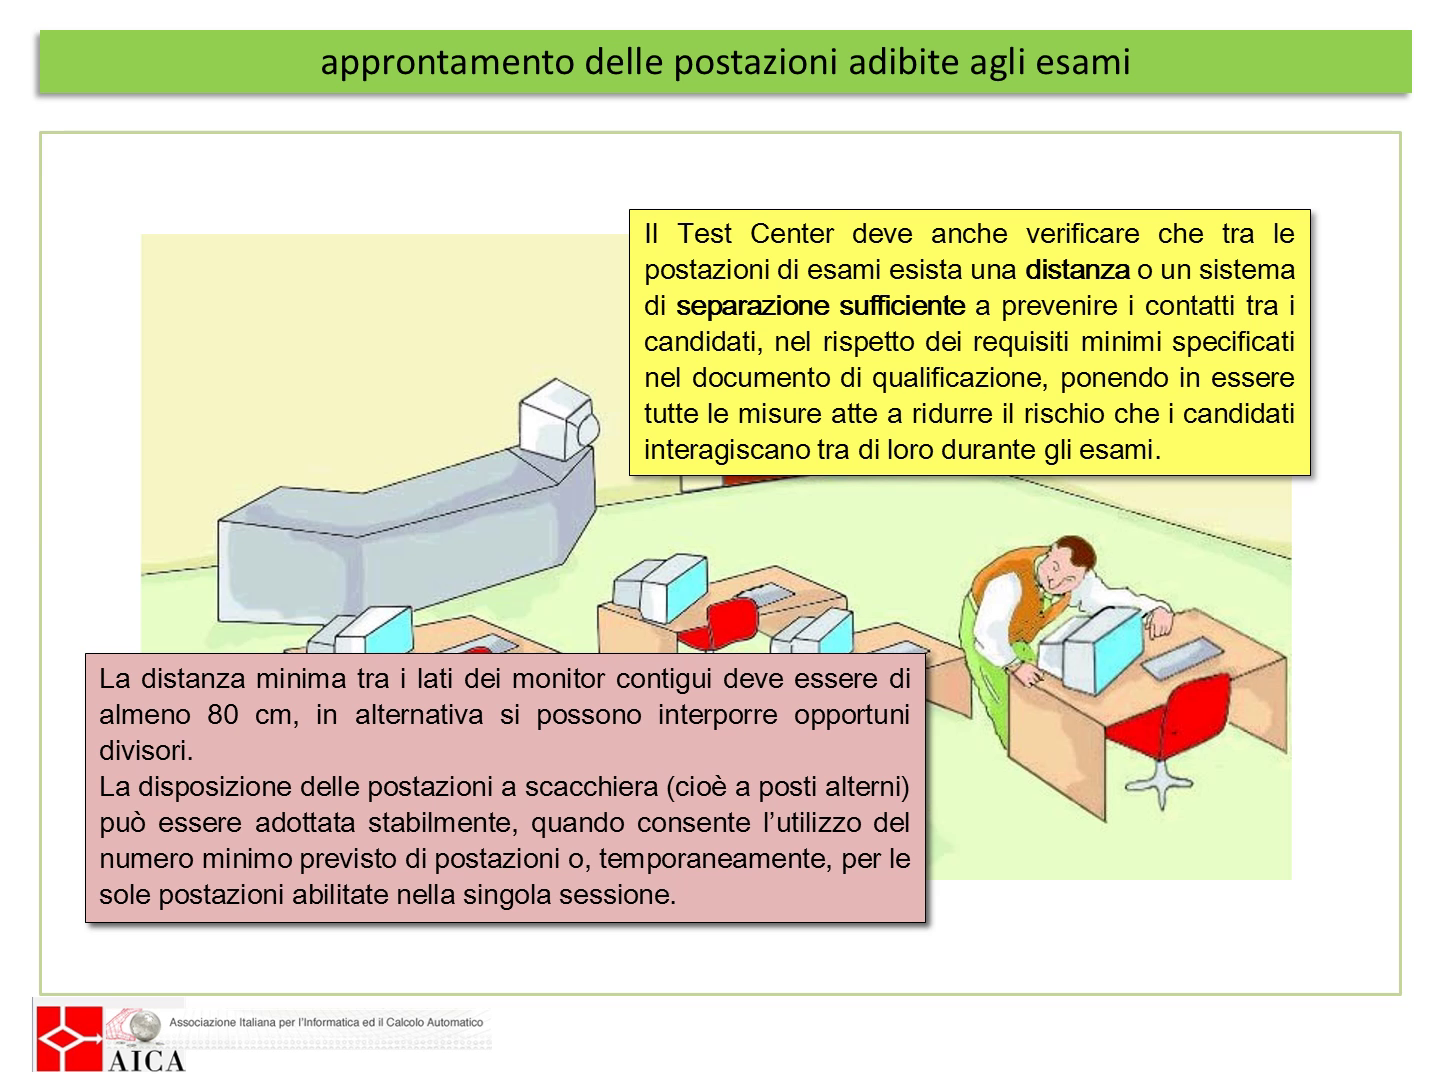 approntamento delle postazioni adibite agli esami
Il Test Center deve anche verificare che tra le
postazioni di esami esista una distanza o un sistema
di separazione sufficiente a prevenire i contatti tra i
candidati, nel rispetto dei requisiti minimi specificati
nel documento di qualificazione, ponendo in essere
tutte le misure atte a ridurre il rischio che i candidati
interagiscano tra di loro durante gli esami.
La distanza minima tra i lati dei monitor contigui deve essere di
almeno 80 cm, in alternativa si possono interporre opportuni
divisori.
La disposizione delle postazioni a scacchiera (cioè a posti alterni)
può essere adottata stabilmente, quando consente l’utilizzo del
numero minimo previsto di postazioni o, temporaneamente, per le
sole postazioni abilitate nella singola sessione.
Associazione Italiana per l'Informatica ed il Calcolo Automatico
AICA